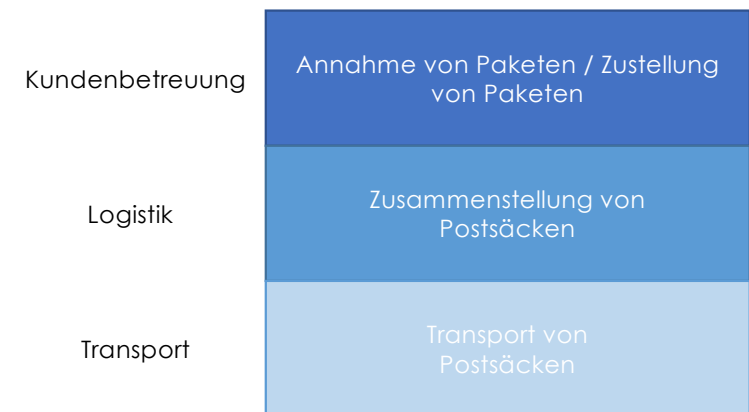 Kundenbetreuung
Annahme von Paketen / Zustellung
von Paketen
Logistik
Zusammenstellung von
Postsäcken
Transport
Transport von
Postsäcken